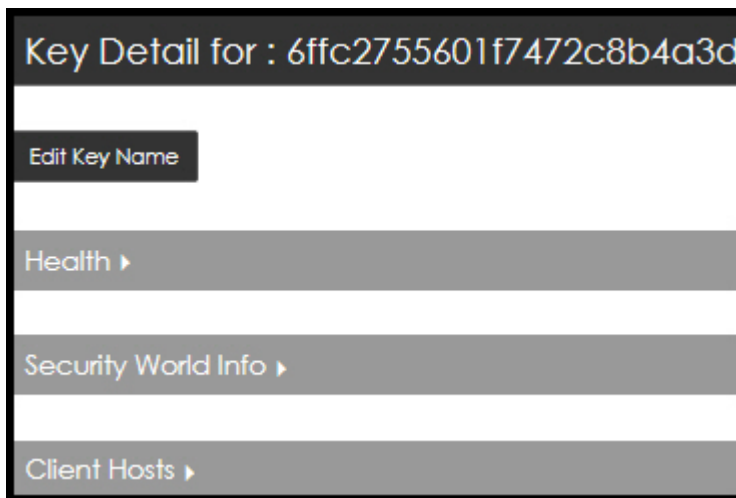 Key Detail for : 6ffc2755601f7472c8b4a3d
Edit Key Name
Health
Security World Info
Client Hosts